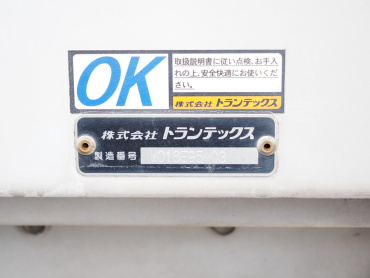 OK
取扱説明書に従い点検、お手入
れの上、安全快適にお使いくだ
さい。
株式会社 トランテックス
株式会社 トランテックス
製造番号